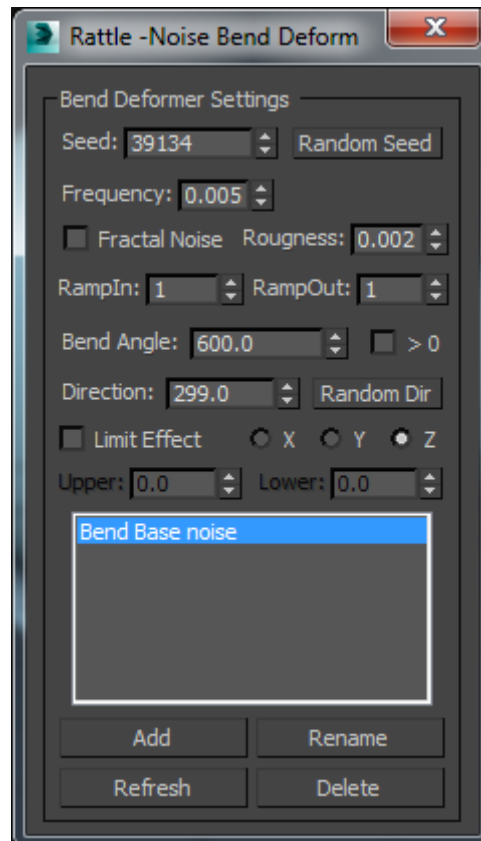 Rattle -Noise Bend Deform
Bend Deformer Settings
Seed: 39134 Random Seed
Frequency: 0.005
Fractal Noise Rougness: 0.002
RampIn: 1 RampOut: 1
Bend Angle: 600.0 > 0
Direction: 299.0 Random Dir
Limit Effect X Y Z
Upper: 0.0 Lower: 0.0
Bend Base noise
Add Rename
Refresh Delete